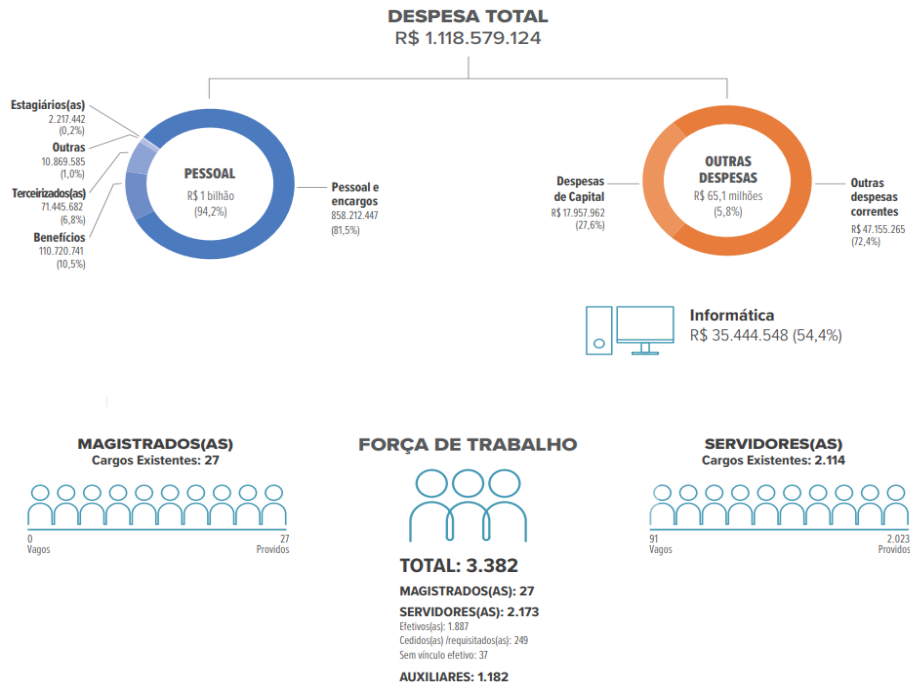 DESPESA TOTAL
R$ 1.118.579.124
Estagiários(as)
2.217.442
(0,2%)
Outras
10.869.585
(1,0%)
Terceirizados(as)
71.445.682
(6,8%)
Benefícios
110.720.741
(10,5%)
PESSOAL
R$ 1 bilhão
(94,2%)
Pessoal e
encargos
858.212.447
(81,5%)
Despesas
de Capital
R$ 17.957.962
(27,6%)
OUTRAS
DESPESAS
R$ 65,1 milhões
(5,8%)
Outras
despesas
correntes
R$ 47.155.265
(72,4%)
Informática
R$ 35.444.548 (54,4%)
MAGISTRADOS(AS)
Cargos Existentes: 27
0
Vagos
27
Providos
FORÇA DE TRABALHO
TOTAL: 3.382
MAGISTRADOS(AS): 27
SERVIDORES(AS): 2.173
Efetivos(as): 1.887
Cedidos(as) /requisitados(as): 249
Sem vínculo efetivo: 37
AUXILIARES: 1.182
SERVIDORES(AS)
Cargos Existentes: 2.114
91
Vagos
2.023
Providos